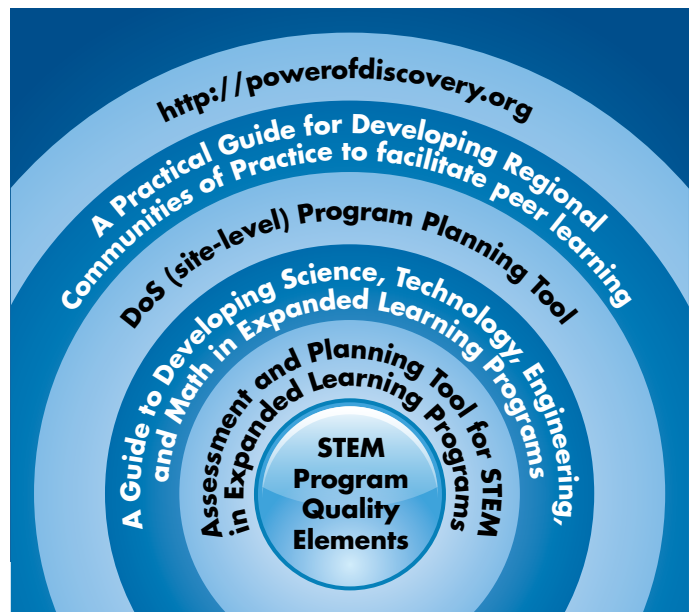 http://powerofdiscovery.org
A Practical Guide for Developing Regional
Communities of Practice to facilitate peer learning
DoS (site-level) Program Planning Tool
A Guide to Developing Science, Technology, Engineering,
and Math in Expanded Learning Programs
Assessment and Planning Tool for STEM
in Expanded Learning Programs
STEM
Program
Quality
Elements